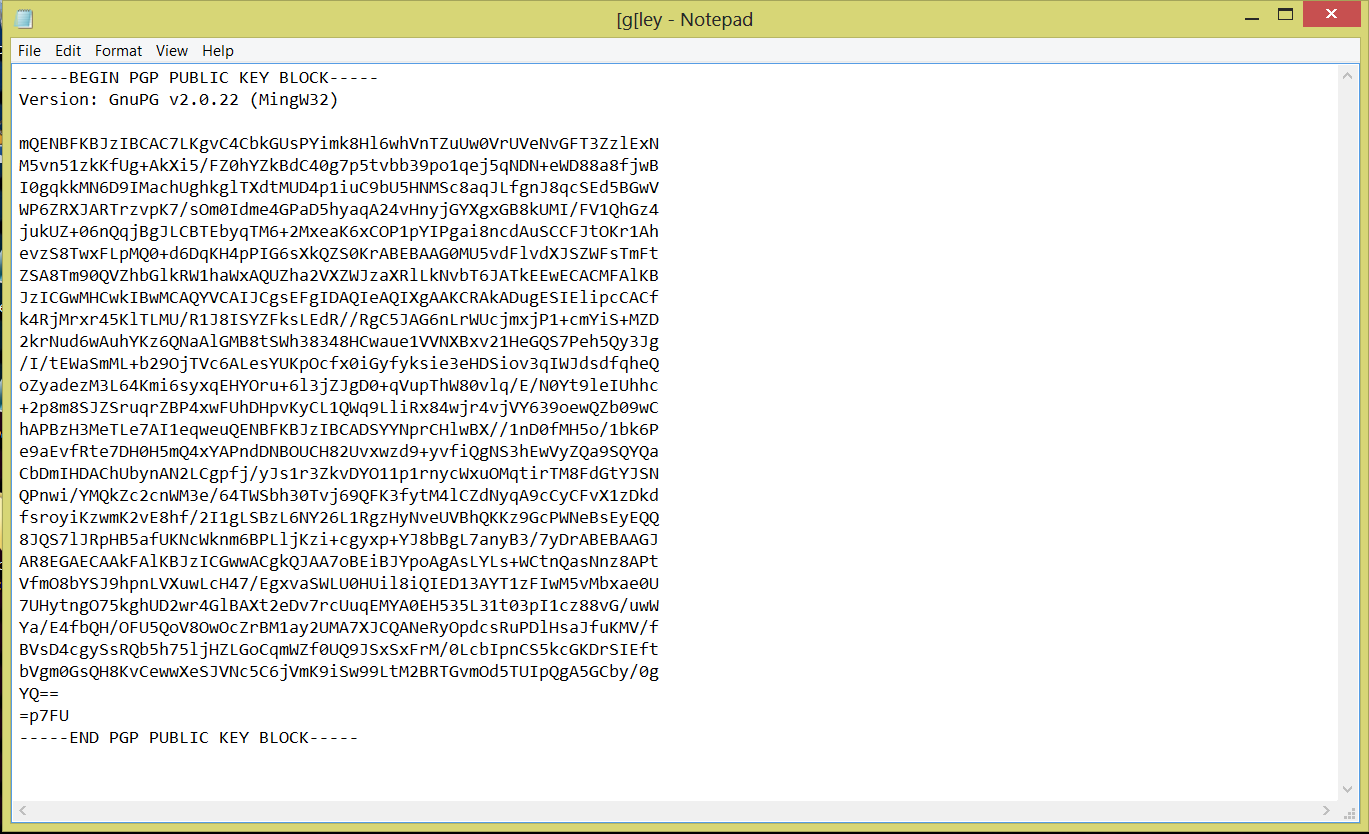 [g[ley - Notepad
File Edit Format View Help
-----BEGIN PGP PUBLIC KEY BLOCK-----
Version: GnuPG v2.0.22 (MingW32)
mQENBFKBJzIBCAC7LKgvC4CbkGUsPYimk8Hl6whVnTZuUw0VrUVeNvGFT3ZzlExN
M5vn51zkKfUg+AkXi5/FZ0hYZkBdC40g7p5tvbb39po1qej5qNDN+eWD88a8fjwB
I0gqkkMN6D9IMachUghkglTXdtMUD4p1iuC9bU5HNMSc8aqJLfgnJ8qcSEd5BGwV
WP6ZRXJARTrzvpK7/sOm0Idme4GPaD5hyaqA24vHnyjGYXgxGB8kUMI/FV1QhGz4
jukUZ+06nQqjBgJLCBTEbyqTM6+2MxeaK6xCOP1pYIPgai8ncdAuSCCFJtOKr1Ah
evzS8TwxFLpMQ0+d6DqKH4pPIG6sXkQZS0KrABEBAAG0MU5vdFlvdXJSZWFsTmFt
ZSA8Tm90QVZhbGlkRW1haWxAQUZha2VXZWJzaXRlLkNvbT6JATkEEwECACMFAlKB
JzICGwMHCwkIBwMCAQYVCAIJCgsEFgIDAQIeAQIXgAAKCRAkADugESIElipcCACf
k4RjMrxr45KlTLMU/R1J8ISYZFksLEdR//RgC5JAG6nLrWUcjmxjP1+cmYiS+MZD
2krNud6wAuhYKz6QNaAlGMB8tSWh38348HCwaue1VVNXBxv21HeGQS7Peh5Qy3Jg
/I/tEWaSmML+b29OjTVc6ALesYUKpOcfx0iGyfyksie3eHDSiov3qIWJdsdfqheQ
oZyadezM3L64Kmi6syxqEHYOru+6l3jZJgD0+qVupThW80vlq/E/N0Yt9leIUhhc
+2p8m8SJZSruqrZBP4xwFUhDHpvKyCL1QWq9LliRx84wjr4vjVY639oewQZb09wC
hAPBzH3MeTLe7AI1eqweuQENBFKBJzIBCADSYYNprCHlwBX//1nD0fMH5o/1bk6P
e9aEvfRte7DH0H5mQ4xYAPndDNBOUCH82Uvxwzd9+yvfiQgNS3hEwVyZQa9SQYQa
CbDmIHDAChUbynAN2LCgpfj/yJs1r3ZkvDYO11p1rnycWxuOMqtirTM8FdGtYJSN
QPnwi/YMQkZc2cnWM3e/64TWSbh30Tvj69QFK3fytM4lCZdNyqA9cCyCFvX1zDkd
fsroyiKzwmK2vE8hf/2I1gLSBzL6NY26L1RgzHyNveUVBhQKKz9GcPWNeBsEyEQQ
8JQS7lJRpHB5afUKNcWknm6BPLljKzi+cgyxp+YJ8bBgL7anyB3/7yDrABEBAAGJ
AR8EGAECAAkFAlKBJzICGwwACgkQJAA7oBEiBJYpoAgAsLYLs+WCtnQasNnz8APt
VfmO8bYSJ9hpnLVXuwLcH47/EgxvaSWLU0HUil8iQIED13AYT1zFIwM5vMbxae0U
7UHytngO75kghUD2wr4GlBAXt2eDv7rcUuqEMYA0EH535L31t03pI1cz88vG/uwW
Ya/E4fbQH/OFU5QoV8OwOcZrBM1ay2UMA7XJCQANeRyOpdcsRuPDlHsaJfuKMV/f
BVsD4cgySsRQb5h75ljHZLGoCqmWZf0UQ9JSxSxFrM/0LcbIpnCS5kcGKDrSIEft
bVgm0GsQH8KvCewwXeSJVNc5C6jVmK9iSw99LtM2BRTGvmOd5TUIpQgA5GCby/0g
YQ==
=p7FU
-----END PGP PUBLIC KEY BLOCK-----